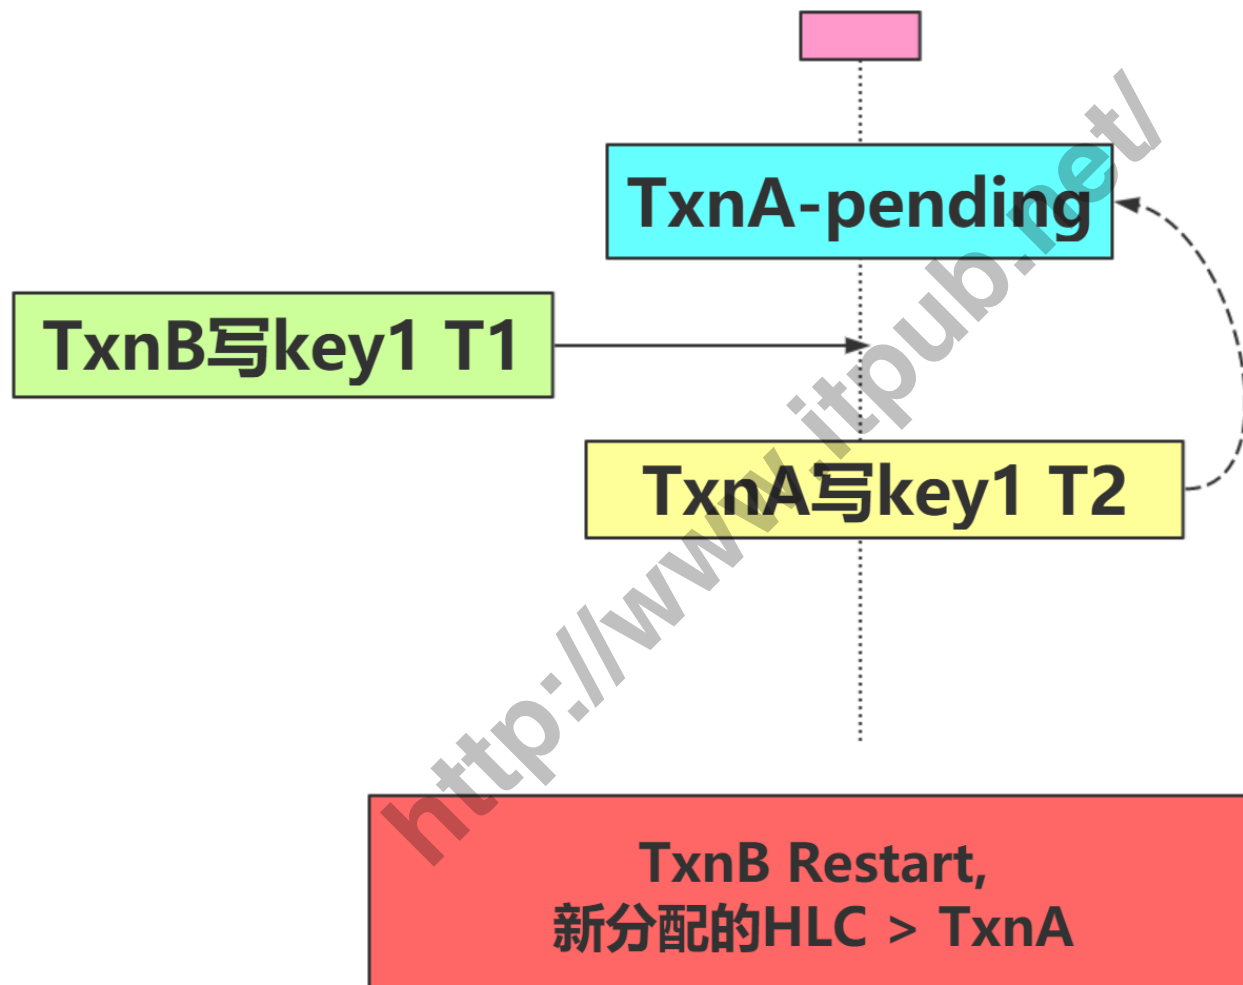 TxnA-pending
TxnB写key1 T1
TxnA写key1 T2
http://www.itpub.net/
TxnB Restart,
新分配的HLC > TxnA